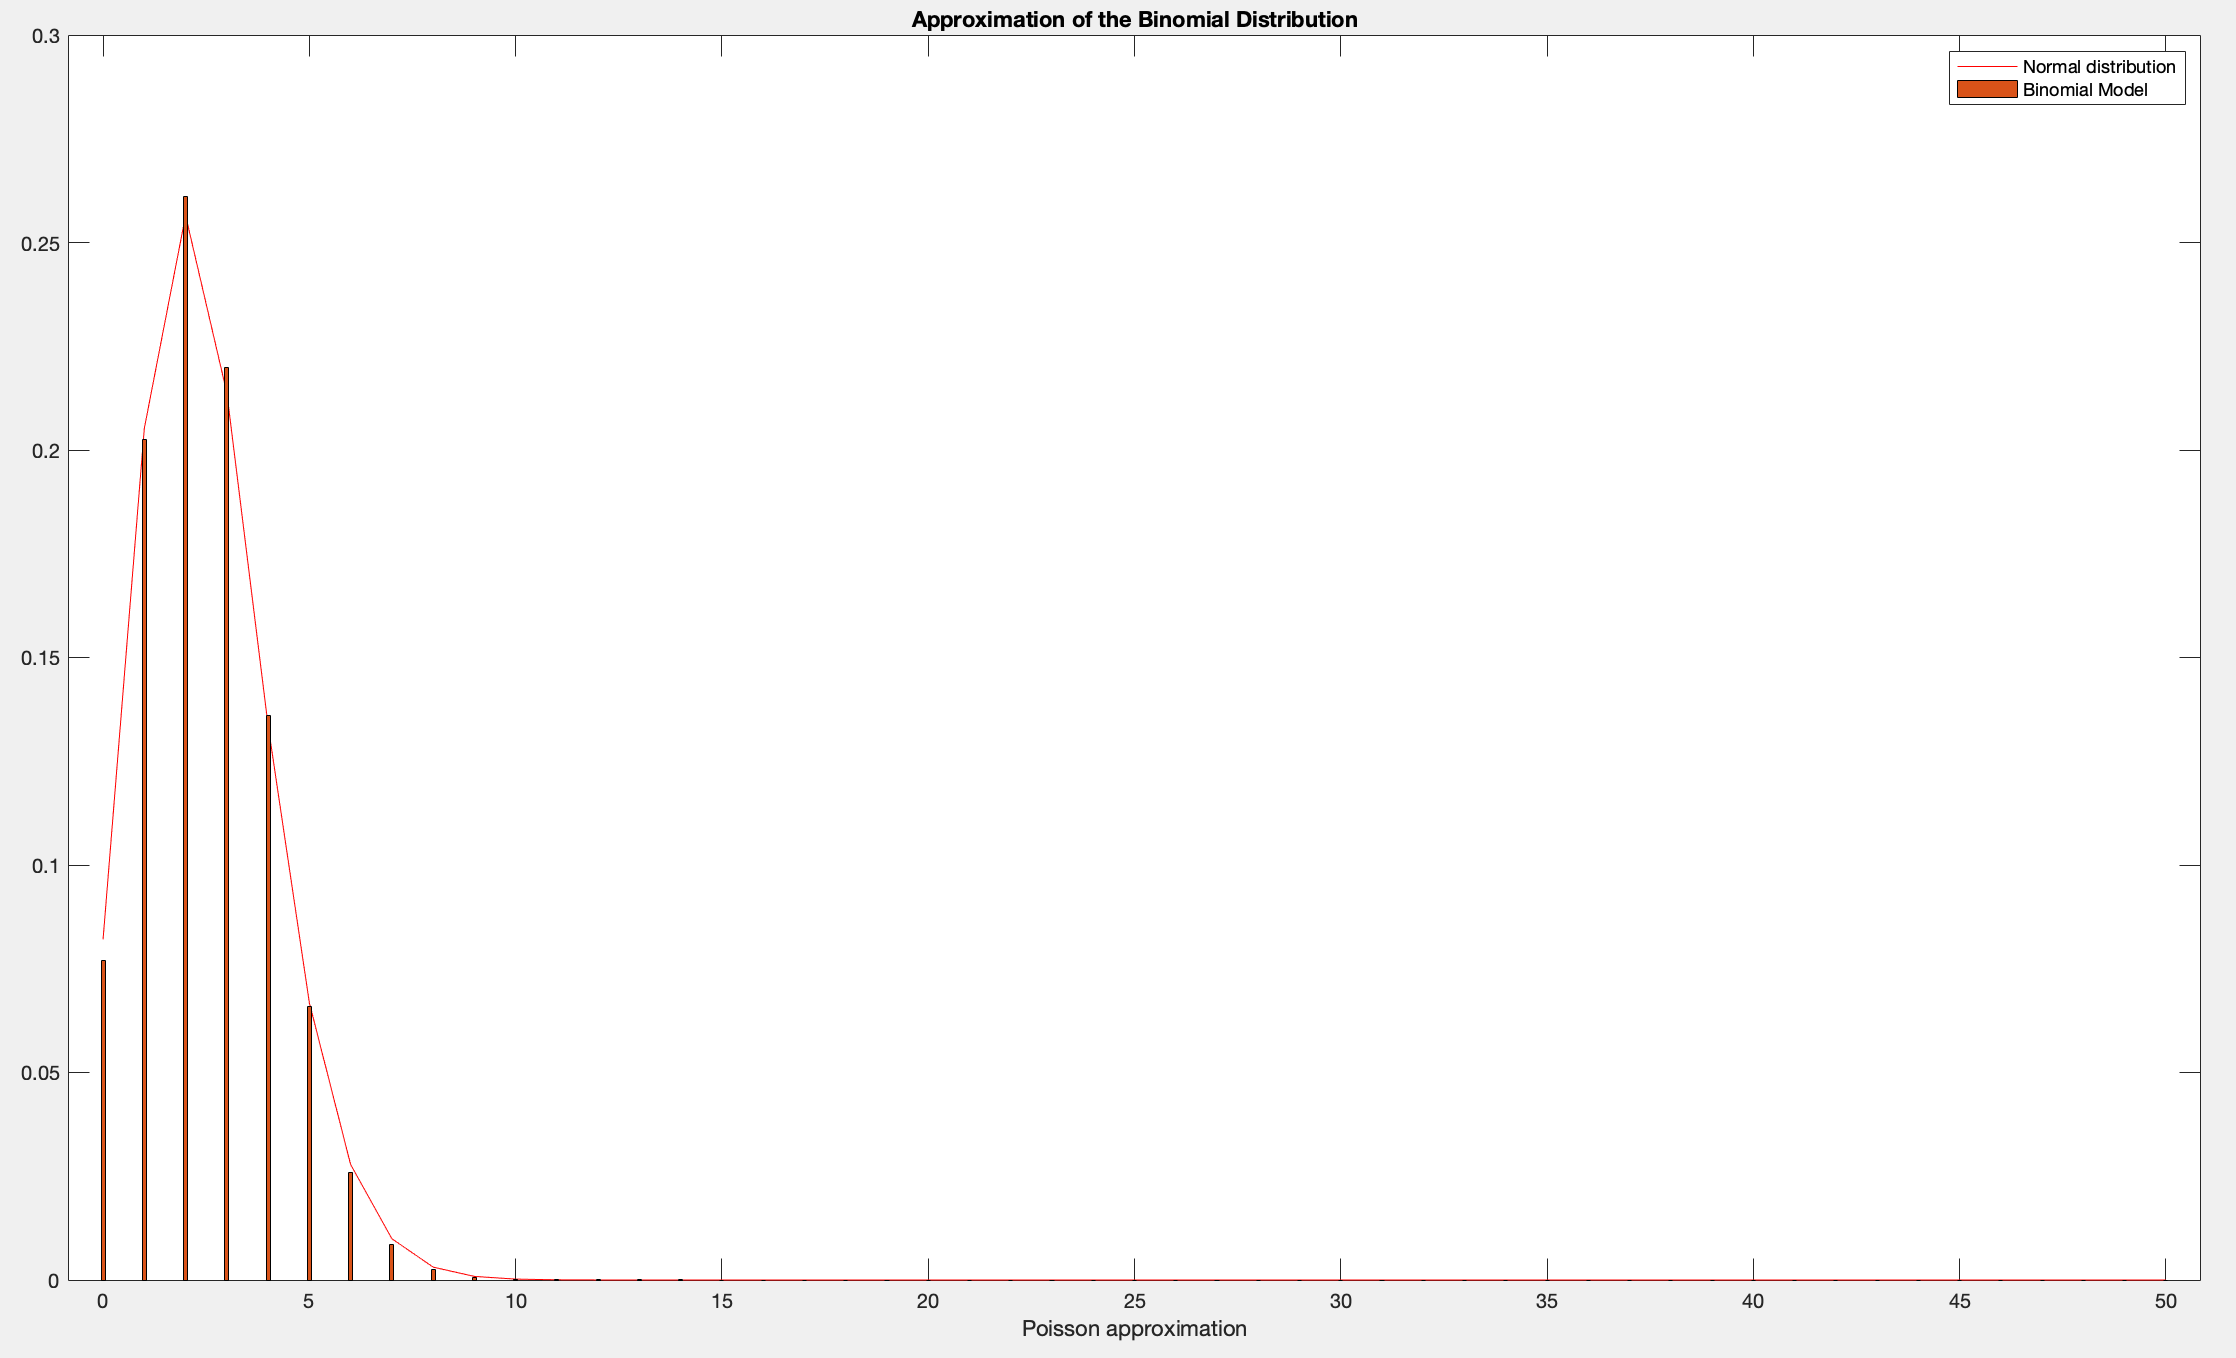 Approximation of the Binomial Distribution
Normal distribution
Binomial Model
0.3
0.25
0.2
0.15
0.1
0.05
0
0 5 10 15 20 25 30 35 40 45 50
Poisson approximation